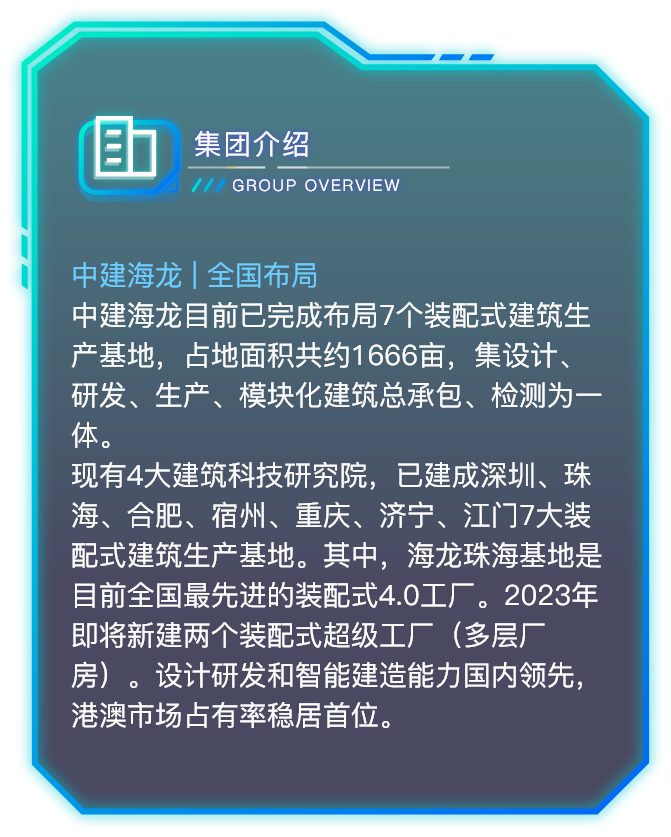 集团介绍
GROUP OVERVIEW
中建海龙 | 全国布局
中建海龙目前已完成布局7个装配式建筑生
产基地，占地面积共约1666亩，集设计、
研发、生产、模块化建筑总承包、检测为一
体。
现有4大建筑科技研究院，已建成深圳、珠
海、合肥、宿州、重庆、济宁、江门7大装
配式建筑生产基地。其中，海龙珠海基地是
目前全国最先进的装配式4.0工厂。2023年
即将新建两个装配式超级工厂（多层厂
房）。设计研发和智能建造能力国内领先，
港澳市场占有率稳居首位。